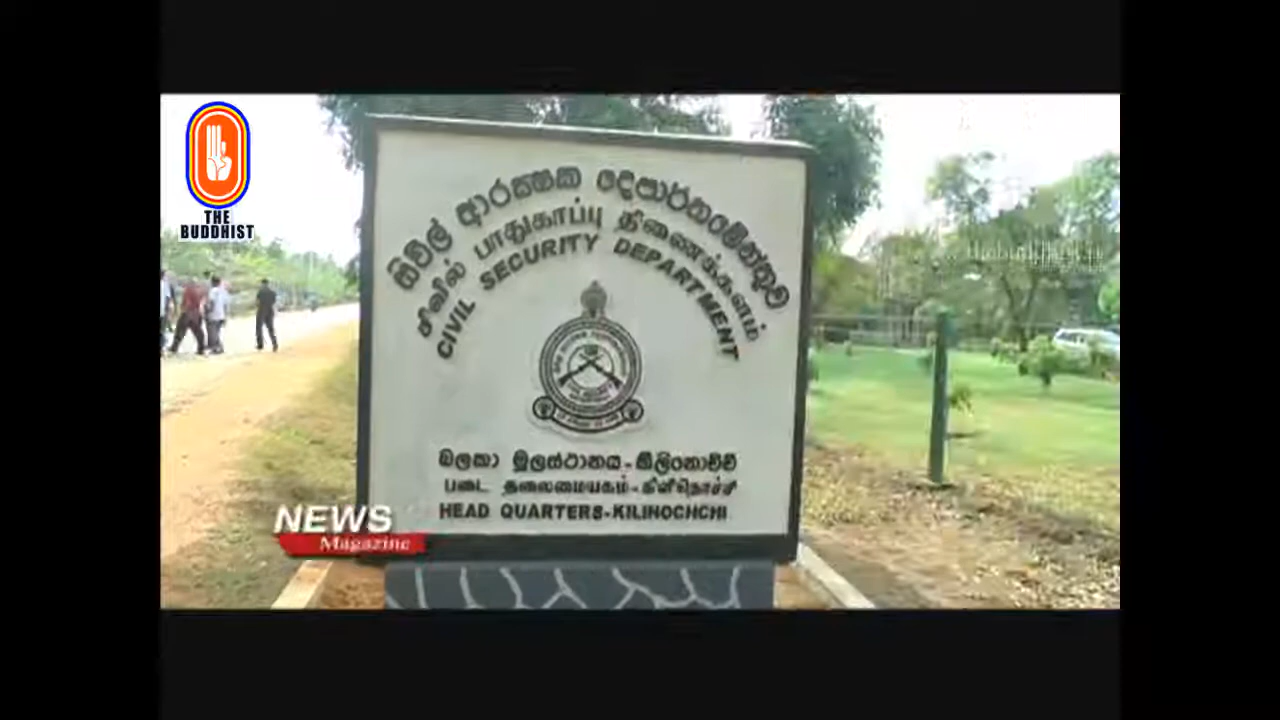 THE
BUDDHIST
සිවිල් ආරක්ෂක දෙපාර්තමේන්තුව
சிவில் பாதுகாப்பு திணைக்களம்
CIVIL SECURITY DEPARTMENT
බලකා මූලස්ථානය - කිලිනොච්චි
படை தலைமையகம் - கிளிநொச்சி
HEAD QUARTERS-KILINOCHCHI
NEWS
Magazine